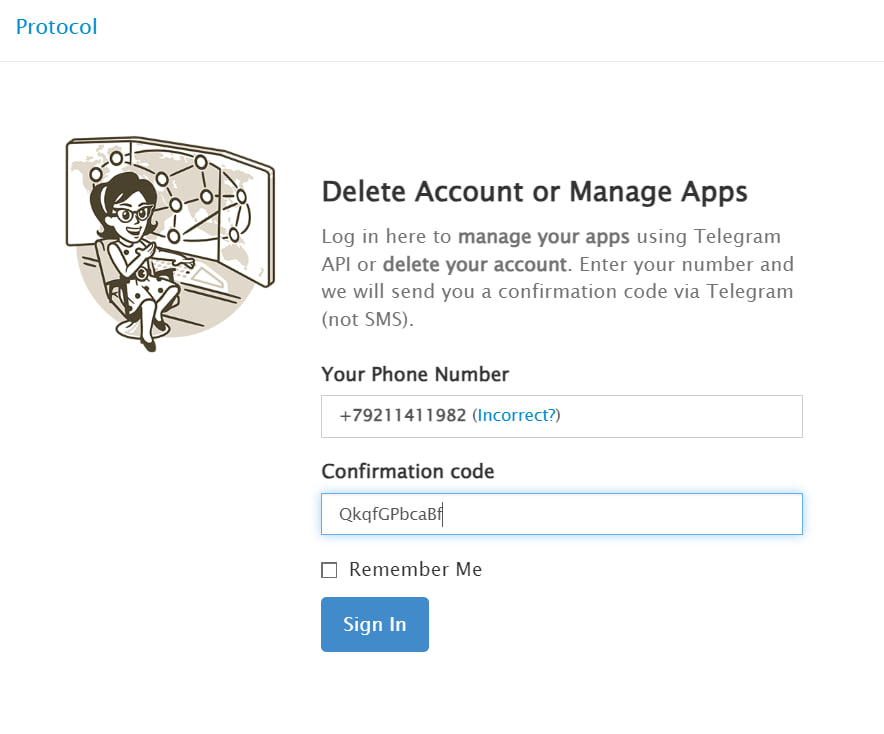 Protocol
Delete Account or Manage Apps
Log in here to manage your apps using Telegram
API or delete your account. Enter your number and
we will send you a confirmation code via Telegram
(not SMS).
Your Phone Number
+79211411982 (Incorrect?)
Confirmation code
QkqfGPbcaBf
Remember Me
Sign In